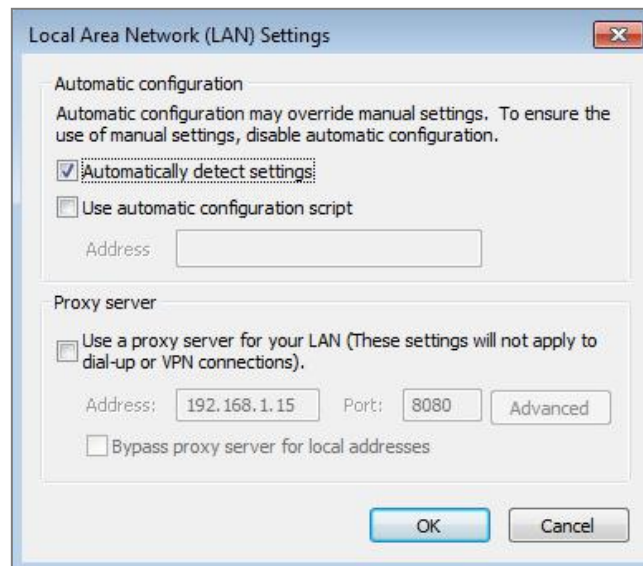 Local Area Network (LAN) Settings
Automatic configuration
Automatic configuration may override manual settings. To ensure the
use of manual settings, disable automatic configuration.
Automatically detect settings
Use automatic configuration script
Address
Proxy server
Use a proxy server for your LAN (These settings will not apply to
dial-up or VPN connections).
Address: 192.168.1.15 Port: 8080 Advanced
Bypass proxy server for local addresses
OK Cancel